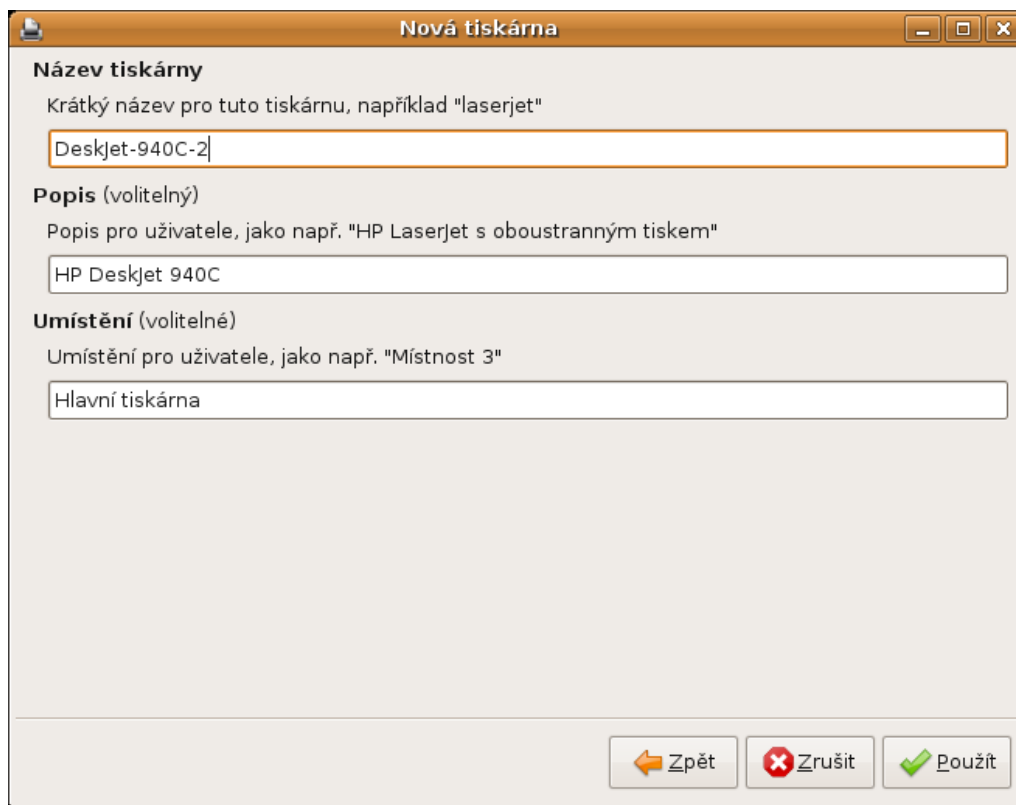 Nová tiskárna
Název tiskárny
Krátký název pro tuto tiskárnu, například "laserjet"
DeskJet-940C-2
Popis (volitelný)
Popis pro uživatele, jako např. "HP LaserJet s oboustranným tiskem"
HP DeskJet 940C
Umístění (volitelné)
Umístění pro uživatele, jako např. "Místnost 3"
Hlavní tiskárna
Zpět Zrušit Použít